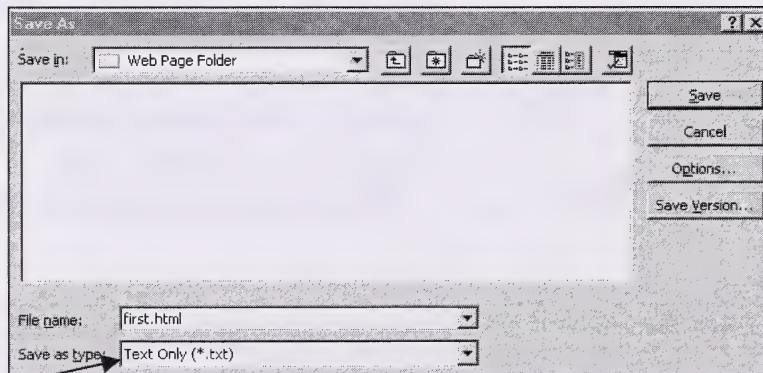 Save As
Save in: Web Page Folder
Save
Cancel
Options...
Save Version...
File name: first.html
Save as type: Text Only (*.txt)